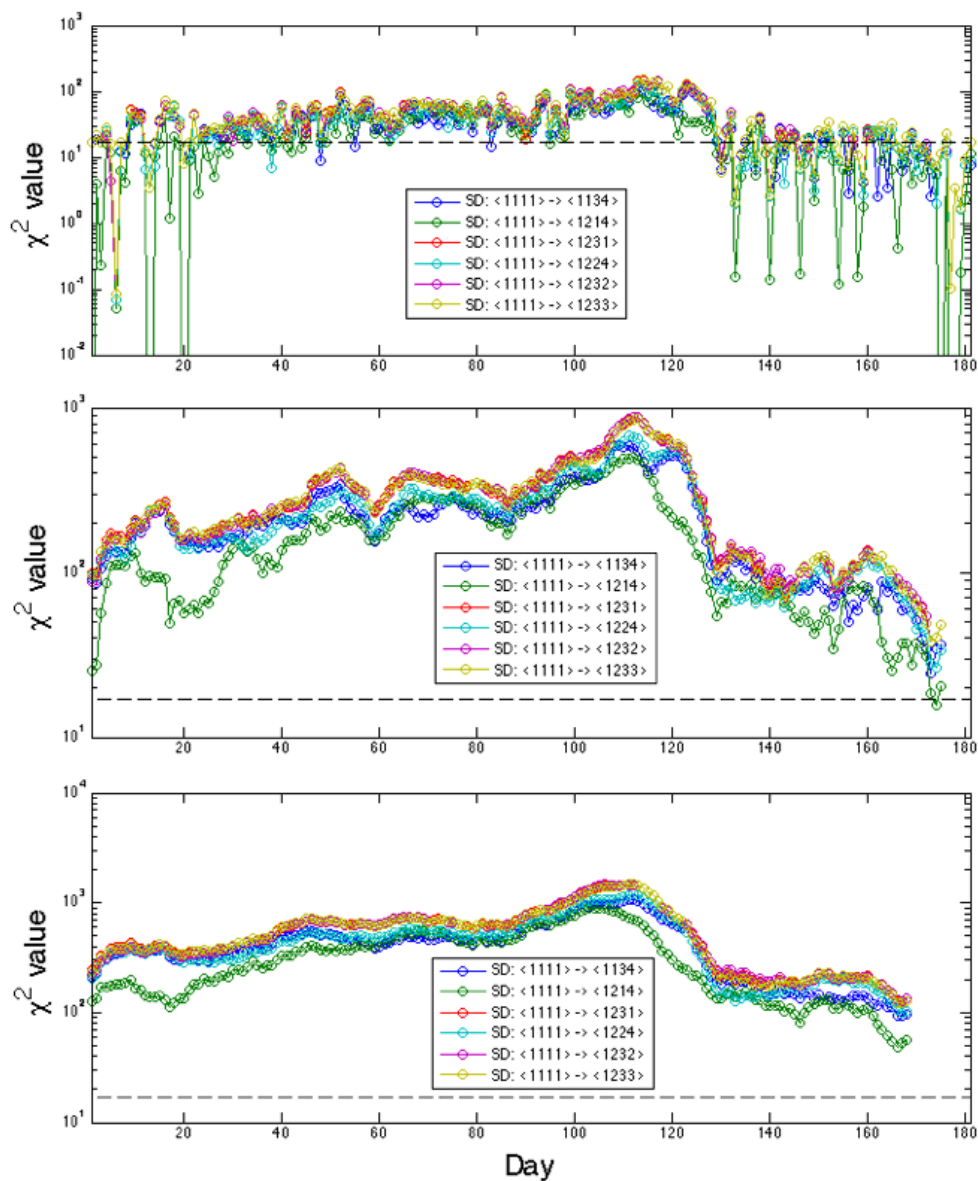 10³
10²
10¹
10⁰
10⁻¹
10⁻²
χ² value
SD: <1111> -> <1134>
SD: <1111> -> <1214>
SD: <1111> -> <1231>
SD: <1111> -> <1224>
SD: <1111> -> <1232>
SD: <1111> -> <1233>
20 40 60 80 100 120 140 160 180
10³
10²
10¹
χ² value
SD: <1111> -> <1134>
SD: <1111> -> <1214>
SD: <1111> -> <1231>
SD: <1111> -> <1224>
SD: <1111> -> <1232>
SD: <1111> -> <1233>
20 40 60 80 100 120 140 160 180
10⁴
10³
10²
10¹
χ² value
SD: <1111> -> <1134>
SD: <1111> -> <1214>
SD: <1111> -> <1231>
SD: <1111> -> <1224>
SD: <1111> -> <1232>
SD: <1111> -> <1233>
20 40 60 80 100 120 140 160 180
Day